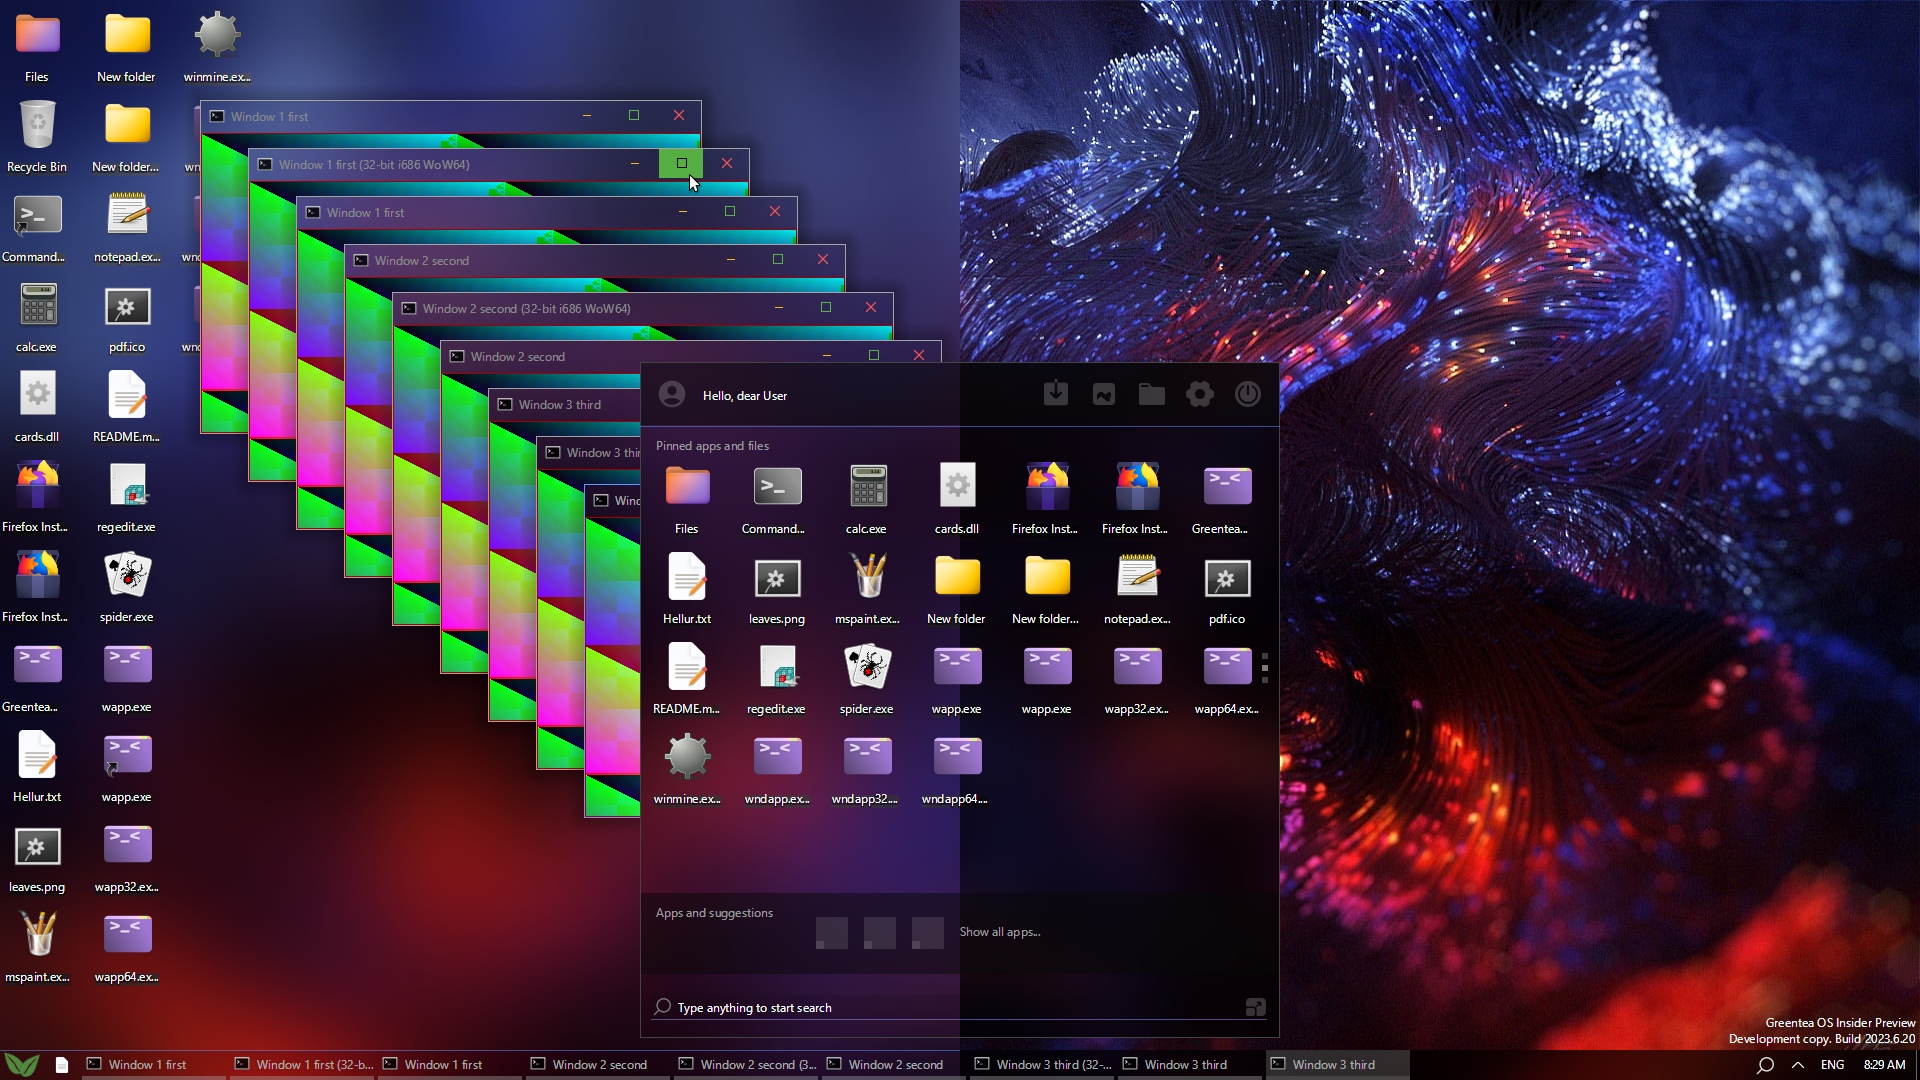 Files
New folder
winmine.ex...
Recycle Bin
New folder...
Command...
notepad.ex...
calc.exe
pdf.ico
cards.dll
README.m...
Firefox Inst...
regedit.exe
Firefox Inst...
spider.exe
Greentea...
wapp.exe
Hellur.txt
wapp.exe
leaves.png
wapp32.ex...
mspaint.ex...
wapp64.ex...
Window 1 first
Window 1 first (32-bit i686 WoW64)
Window 1 first
Window 2 second
Window 2 second (32-bit i686 WoW64)
Window 2 second
Window 3 third
Window 3
Hello, dear User
Pinned apps and files
Files
Command...
calc.exe
cards.dll
Firefox Inst...
Firefox Inst...
Greentea...
Hellur.txt
leaves.png
mspaint.ex...
New folder
New folder...
notepad.ex...
pdf.ico
README.m...
regedit.exe
spider.exe
wapp.exe
wapp.exe
wapp32.ex...
wapp64.ex...
winmine.ex...
wndapp.ex...
wndapp32....
wndapp64....
Apps and suggestions
Show all apps...
Type anything to start search
Greentea OS Insider Preview
Development copy. Build 2023.6.20
Window 1 first
Window 1 first (32-b...
Window 1 first
Window 2 second
Window 2 second (3...
Window 2 second
Window 3 third (32-...
Window 3 third
Window 3 third
ENG
8:29 AM